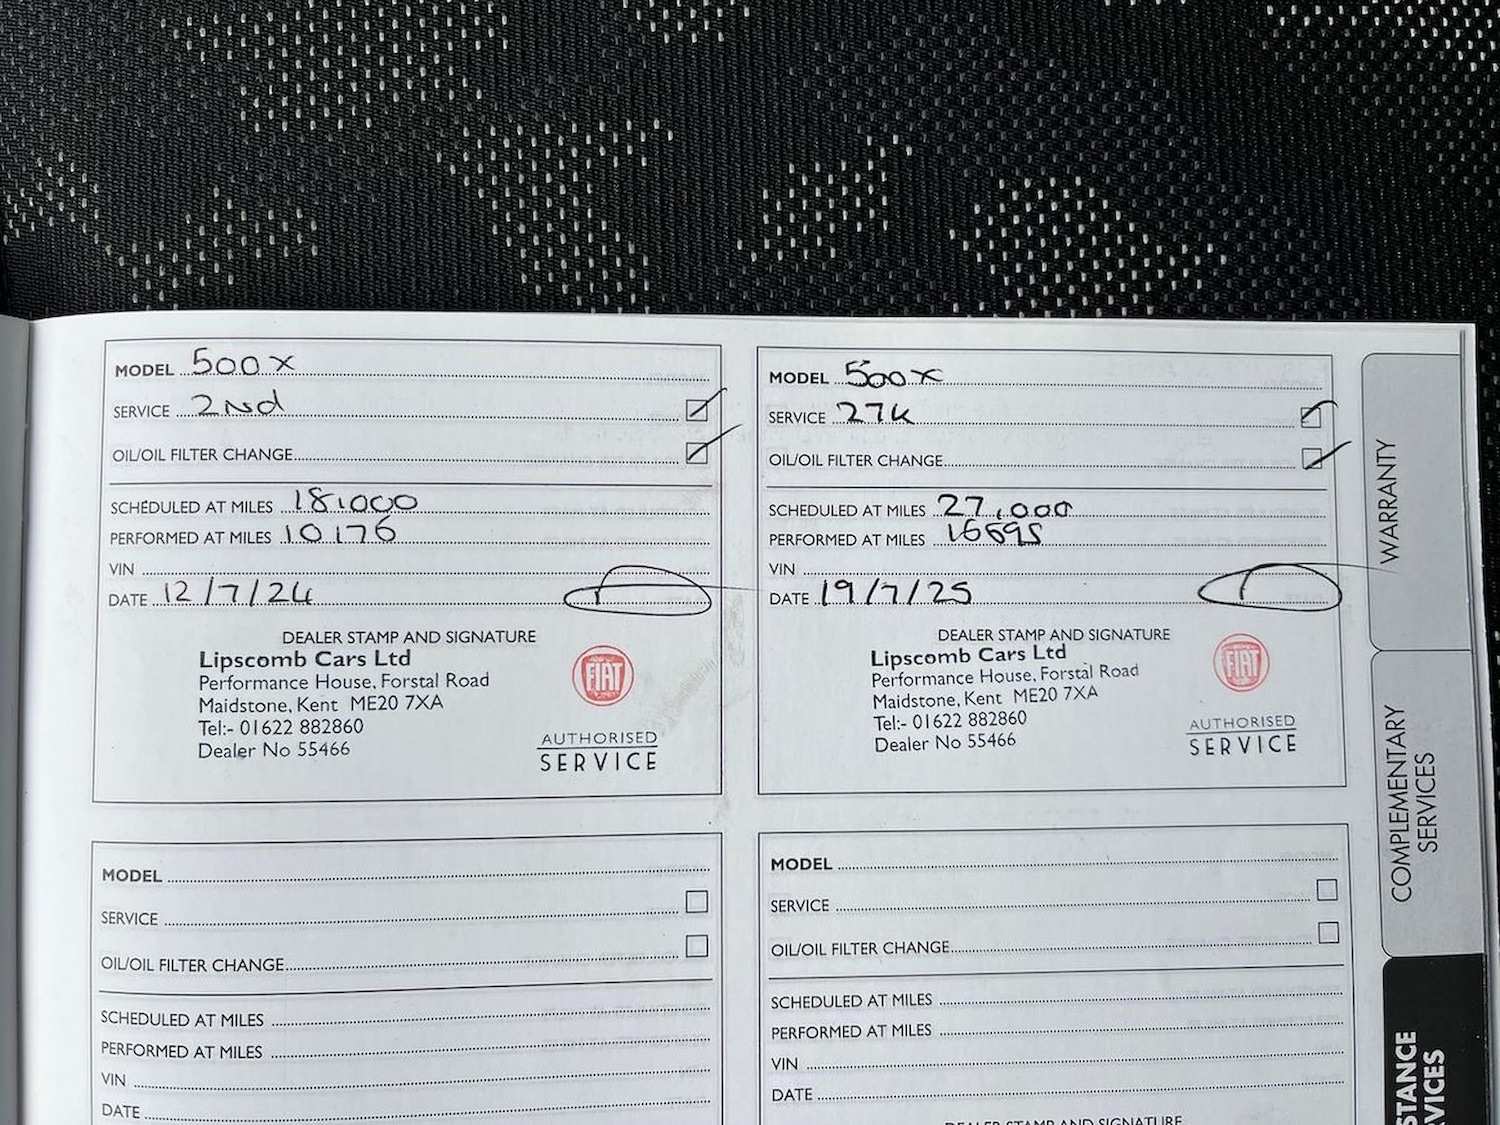 MODEL 500X
SERVICE 2Nd
OIL/OIL FILTER CHANGE
SCHEDULED AT MILES 18,000
PERFORMED AT MILES 10176
VIN
DATE 12/7/24
DEALER STAMP AND SIGNATURE
Lipscomb Cars Ltd
Performance House, Forstal Road
Maidstone, Kent ME20 7XA
Tel:- 01622 882860
Dealer No 55466
FIAT
AUTHORISED
SERVICE
MODEL 500X
SERVICE 27K
OIL/OIL FILTER CHANGE
SCHEDULED AT MILES 27,000
PERFORMED AT MILES 16695
VIN
DATE 19/7/25
DEALER STAMP AND SIGNATURE
Lipscomb Cars Ltd
Performance House, Forstal Road
Maidstone, Kent ME20 7XA
Tel:- 01622 882860
Dealer No 55466
FIAT
AUTHORISED
SERVICE
MODEL
SERVICE
OIL/OIL FILTER CHANGE
SCHEDULED AT MILES
PERFORMED AT MILES
VIN
DATE
MODEL
SERVICE
OIL/OIL FILTER CHANGE
SCHEDULED AT MILES
PERFORMED AT MILES
VIN
DATE
DEALER STAMP AND SIGNATURE
WARRANTY
COMPLEMENTARY
SERVICES
STANCE
VICES